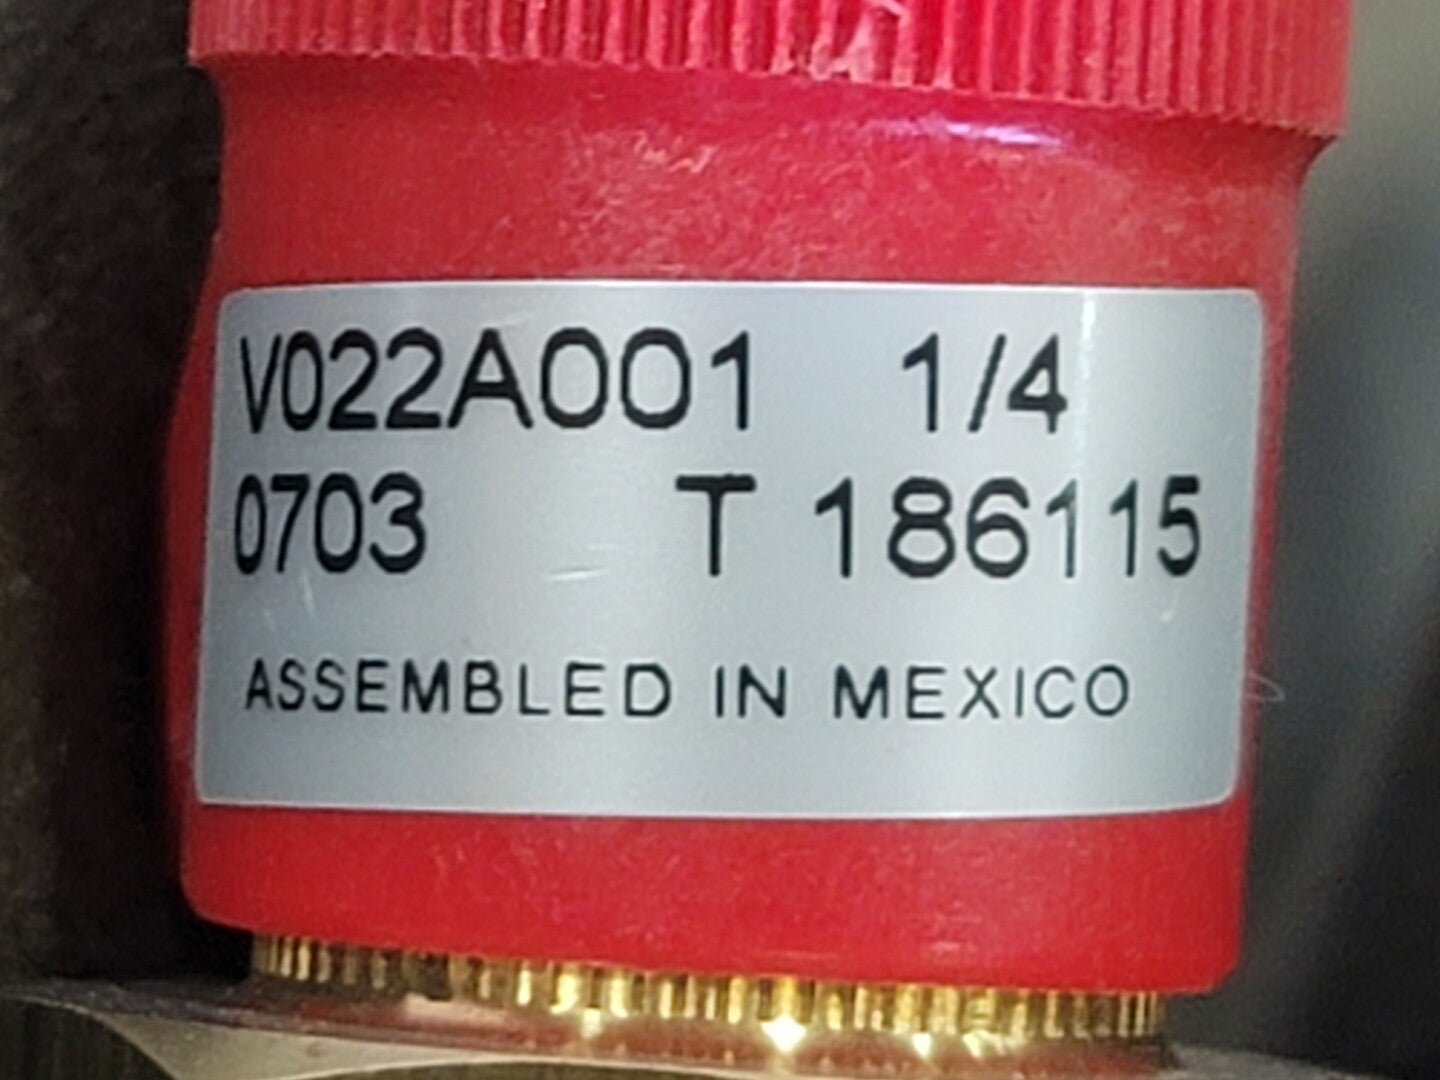 V022A001 1/4
0703 T 186115
ASSEMBLED IN MEXICO